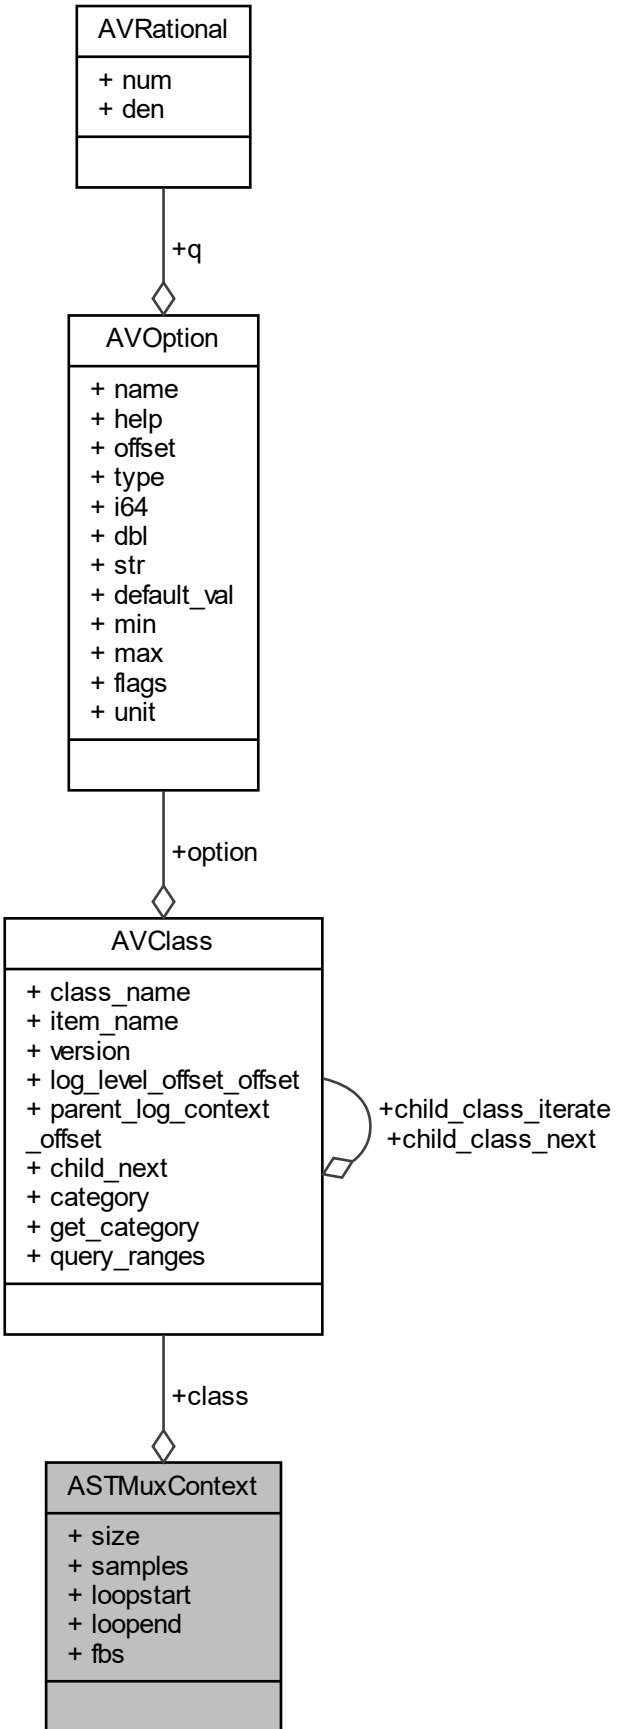 AVRational
+ num
+ den
+q
AVOption
+ name
+ help
+ offset
+ type
+ i64
+ dbl
+ str
+ default_val
+ min
+ max
+ flags
+ unit
+option
AVClass
+ class_name
+ item_name
+ version
+ log_level_offset_offset
+ parent_log_context
_offset
+ child_next
+ category
+ get_category
+ query_ranges
+child_class_iterate
+child_class_next
+class
ASTMuxContext
+ size
+ samples
+ loopstart
+ loopend
+ fbs